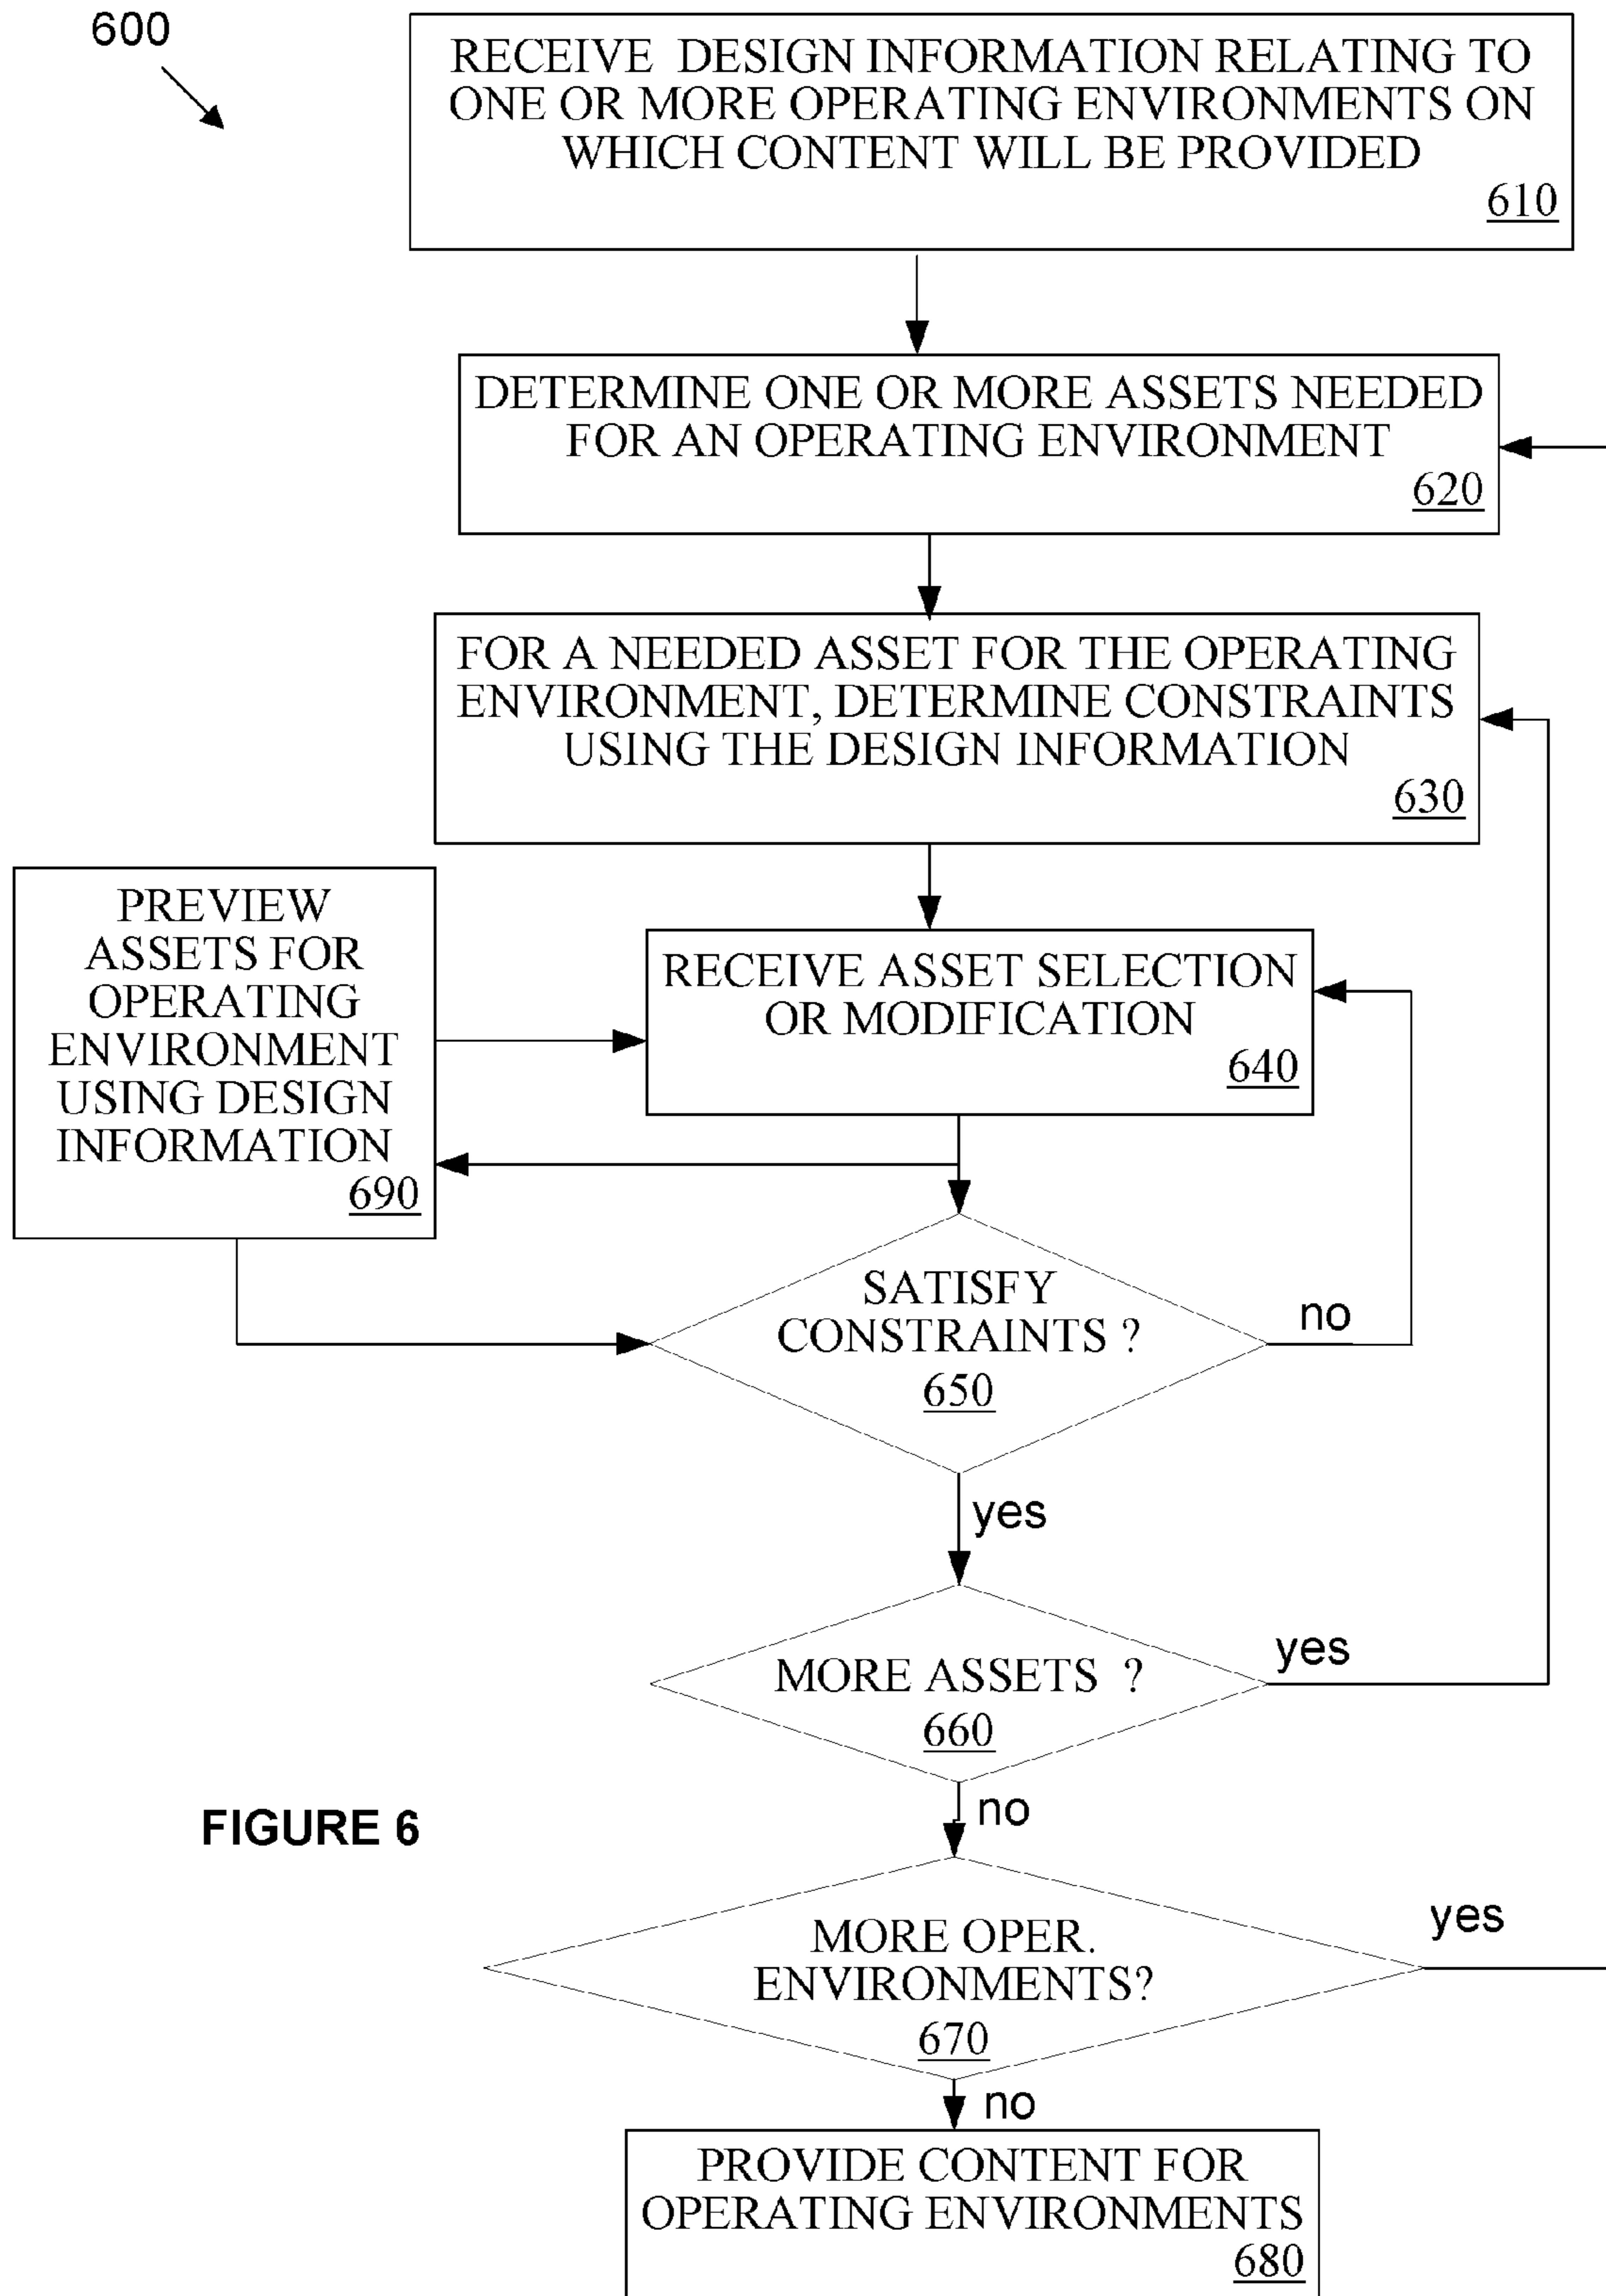 600
RECEIVE DESIGN INFORMATION RELATING TO
ONE OR MORE OPERATING ENVIRONMENTS ON
WHICH CONTENT WILL BE PROVIDED
610
DETERMINE ONE OR MORE ASSETS NEEDED
FOR AN OPERATING ENVIRONMENT
620
FOR A NEEDED ASSET FOR THE OPERATING
ENVIRONMENT, DETERMINE CONSTRAINTS
USING THE DESIGN INFORMATION
630
PREVIEW
ASSETS FOR
OPERATING
ENVIRONMENT
USING DESIGN
INFORMATION
690
RECEIVE ASSET SELECTION
OR MODIFICATION
640
SATISFY
CONSTRAINTS ?
650
no
yes
MORE ASSETS ?
660
yes
no
FIGURE 6
MORE OPER.
ENVIRONMENTS?
670
yes
no
PROVIDE CONTENT FOR
OPERATING ENVIRONMENTS
680